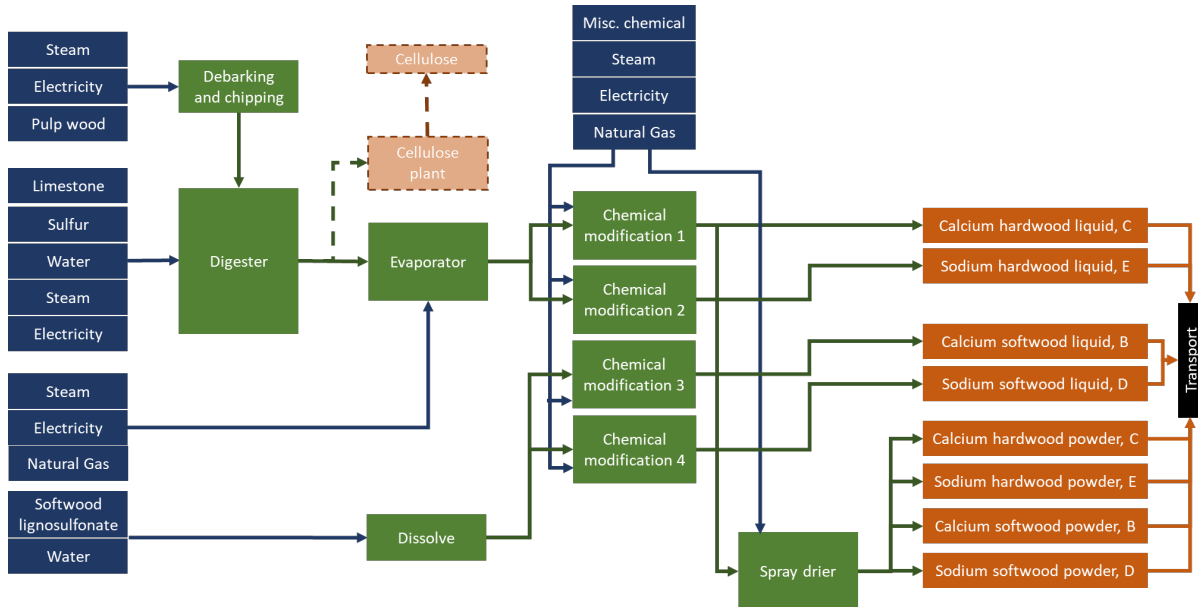 Steam
Electricity
Pulp wood
Debarking
and chipping
Cellulose
Cellulose
plant
Misc. chemical
Steam
Electricity
Natural Gas
Limestone
Sulfur
Water
Steam
Electricity
Digester
Evaporator
Chemical
modification 1
Chemical
modification 2
Chemical
modification 3
Chemical
modification 4
Calcium hardwood liquid, C
Sodium hardwood liquid, E
Calcium softwood liquid, B
Sodium softwood liquid, D
Transport
Steam
Electricity
Natural Gas
Softwood
lignosulfonate
Water
Dissolve
Spray drier
Calcium hardwood powder, C
Sodium hardwood powder, E
Calcium softwood powder, B
Sodium softwood powder, D